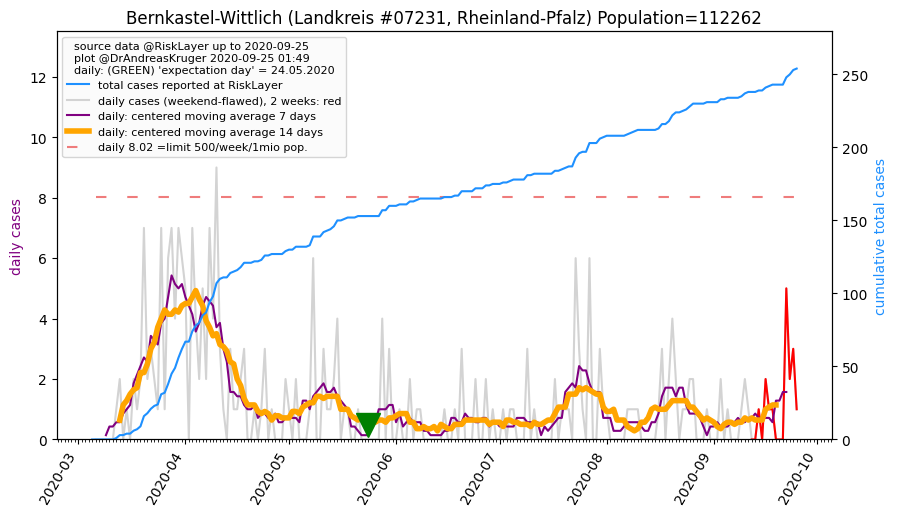 Bernkastel-Wittlich (Landkreis #07231, Rheinland-Pfalz) Population=112262
source data @RiskLayer up to 2020-09-25
plot @DrAndreasKruger 2020-09-25 01:49
daily: (GREEN) 'expectation day' = 24.05.2020
total cases reported at RiskLayer
daily cases (weekend-flawed), 2 weeks: red
daily: centered moving average 7 days
daily: centered moving average 14 days
daily 8.02 =limit 500/week/1mio pop.
daily cases
0
2
4
6
8
10
12
cumulative total cases
0
50
100
150
200
250
2020-03
2020-04
2020-05
2020-06
2020-07
2020-08
2020-09
2020-10